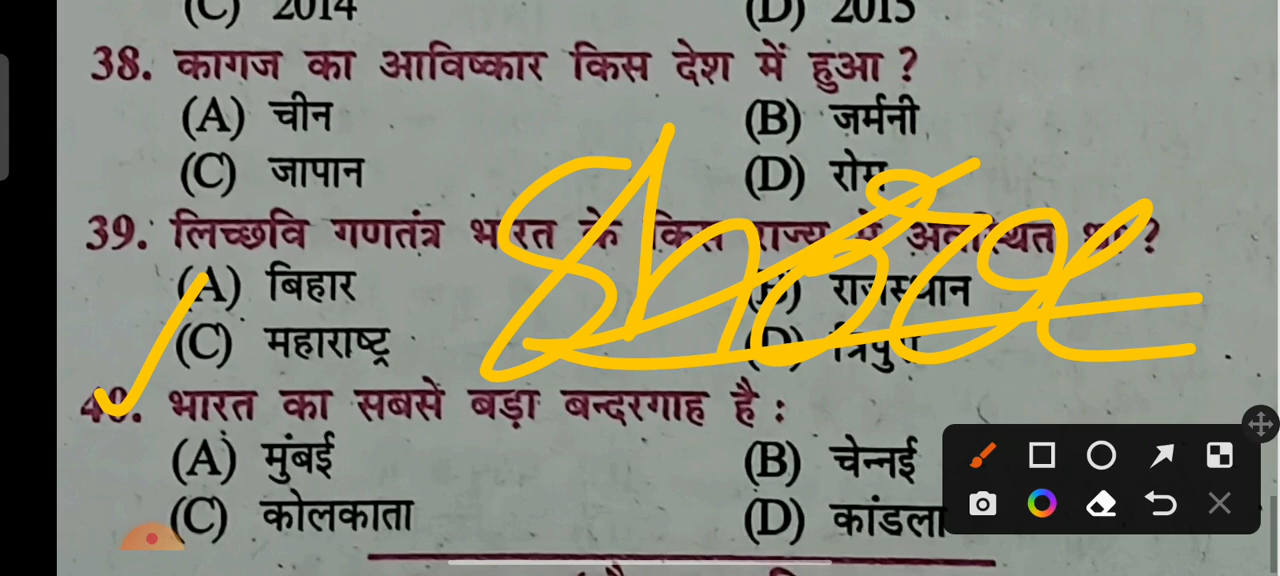 (C) 2014 (D) 2015
38. कागज का आविष्कार किस देश में हुआ ?
(A) चीन (B) जर्मनी
(C) जापान (D) रोम
39. लिच्छवि गणतंत्र भारत के किस राज्य में अवस्थित था ?
(A) बिहार (B) राजस्थान
(C) महाराष्ट्र (D) त्रिपुरा
Share
40. भारत का सबसे बड़ा बन्दरगाह है :
(A) मुंबई (B) चेन्नई
(C) कोलकाता (D) कांडला